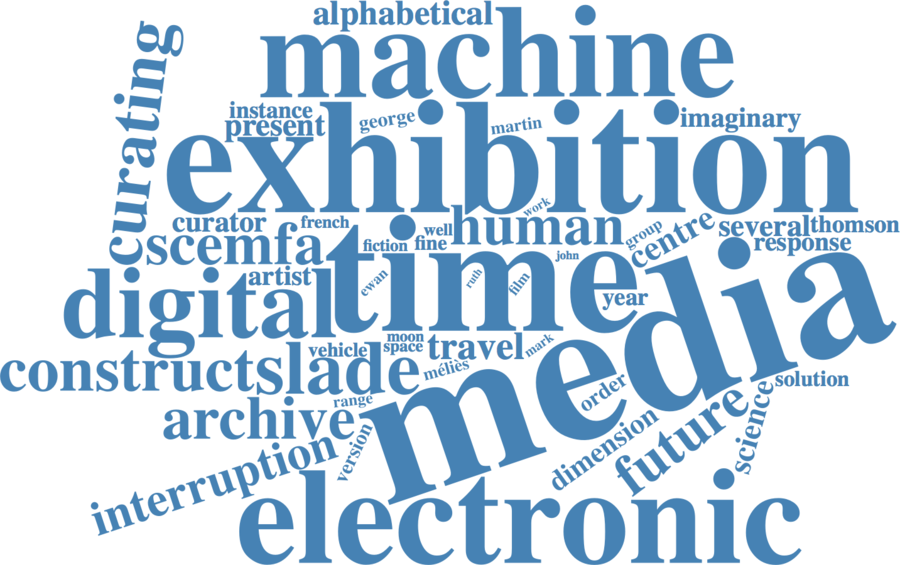 alphabetical
machine
curating
instance
present
george
martin
imaginary
exhibition
work
curator
french
well
human
group
centre
several
thomson
scemfa
fiction
fine
response
artist
time
john
ewan
ruth
film
digital
year
media
moon
vehicle
space
travel
mark
constructs
slade
méliès
order
solution
range
archive
version
dimension
future
science
interruption
electronic